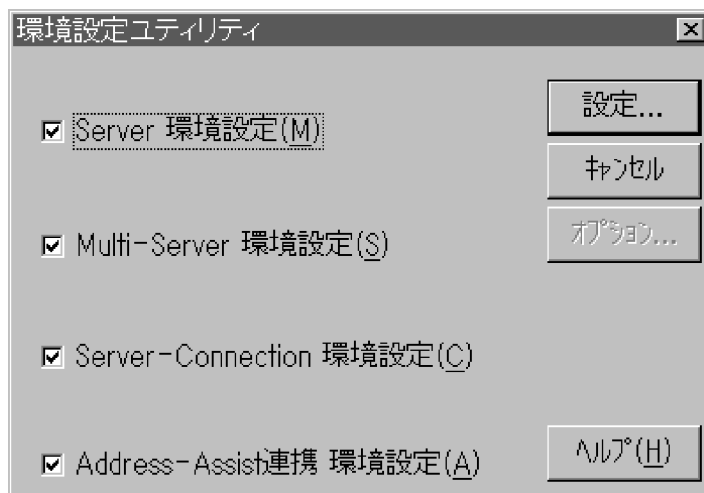 環境設定ユティリティ
Server 環境設定(M)
設定...
キャンセル
Multi-Server 環境設定(S)
オプション...
Server-Connection 環境設定(C)
Address-Assist連携 環境設定(A)
ヘルプ(H)